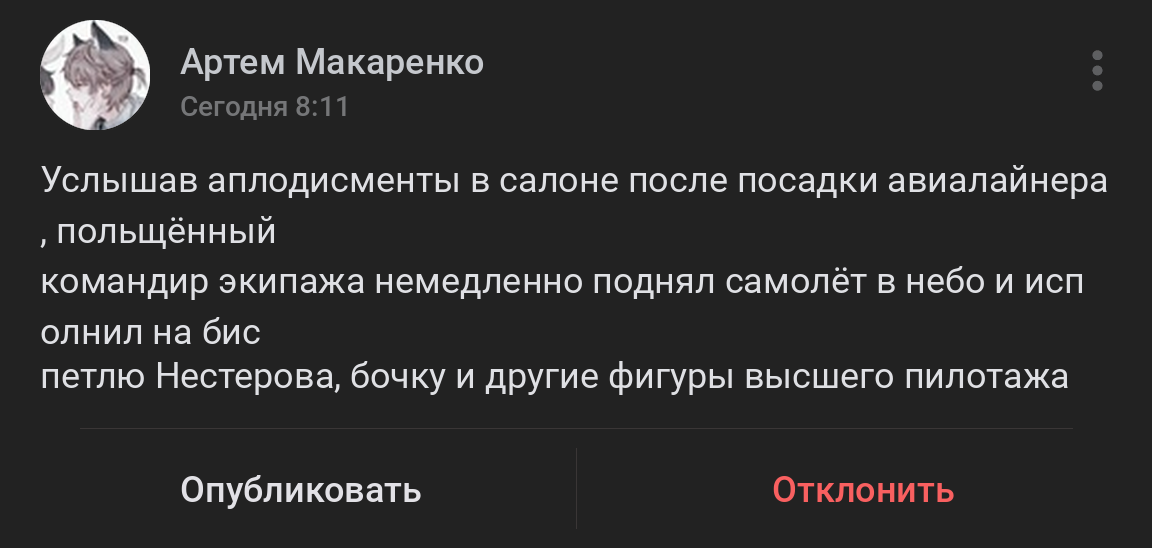 Артем Макаренко
Сегодня 8:11
Услышав аплодисменты в салоне после посадки авиалайнера
, польщённый
командир экипажа немедленно поднял самолёт в небо и исп
олнил на бис
петлю Нестерова, бочку и другие фигуры высшего пилотажа
Опубликовать
Отклонить